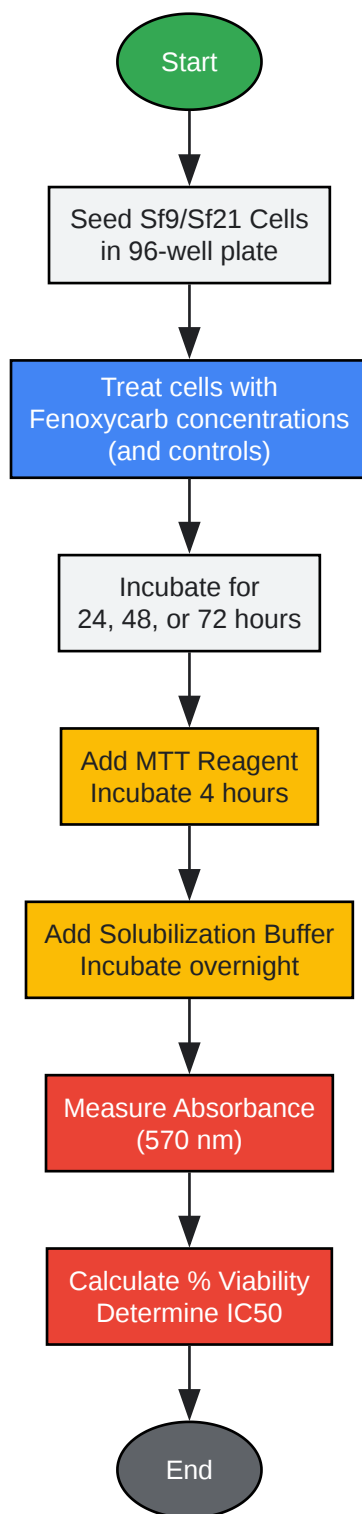 Start
Seed Sf9/Sf21 Cells
in 96-well plate
Treat cells with
Fenoxycarb concentrations
(and controls)
Incubate for
24, 48, or 72 hours
Add MTT Reagent
Incubate 4 hours
Add Solubilization Buffer
Incubate overnight
Measure Absorbance
(570 nm)
Calculate % Viability
Determine IC50
End